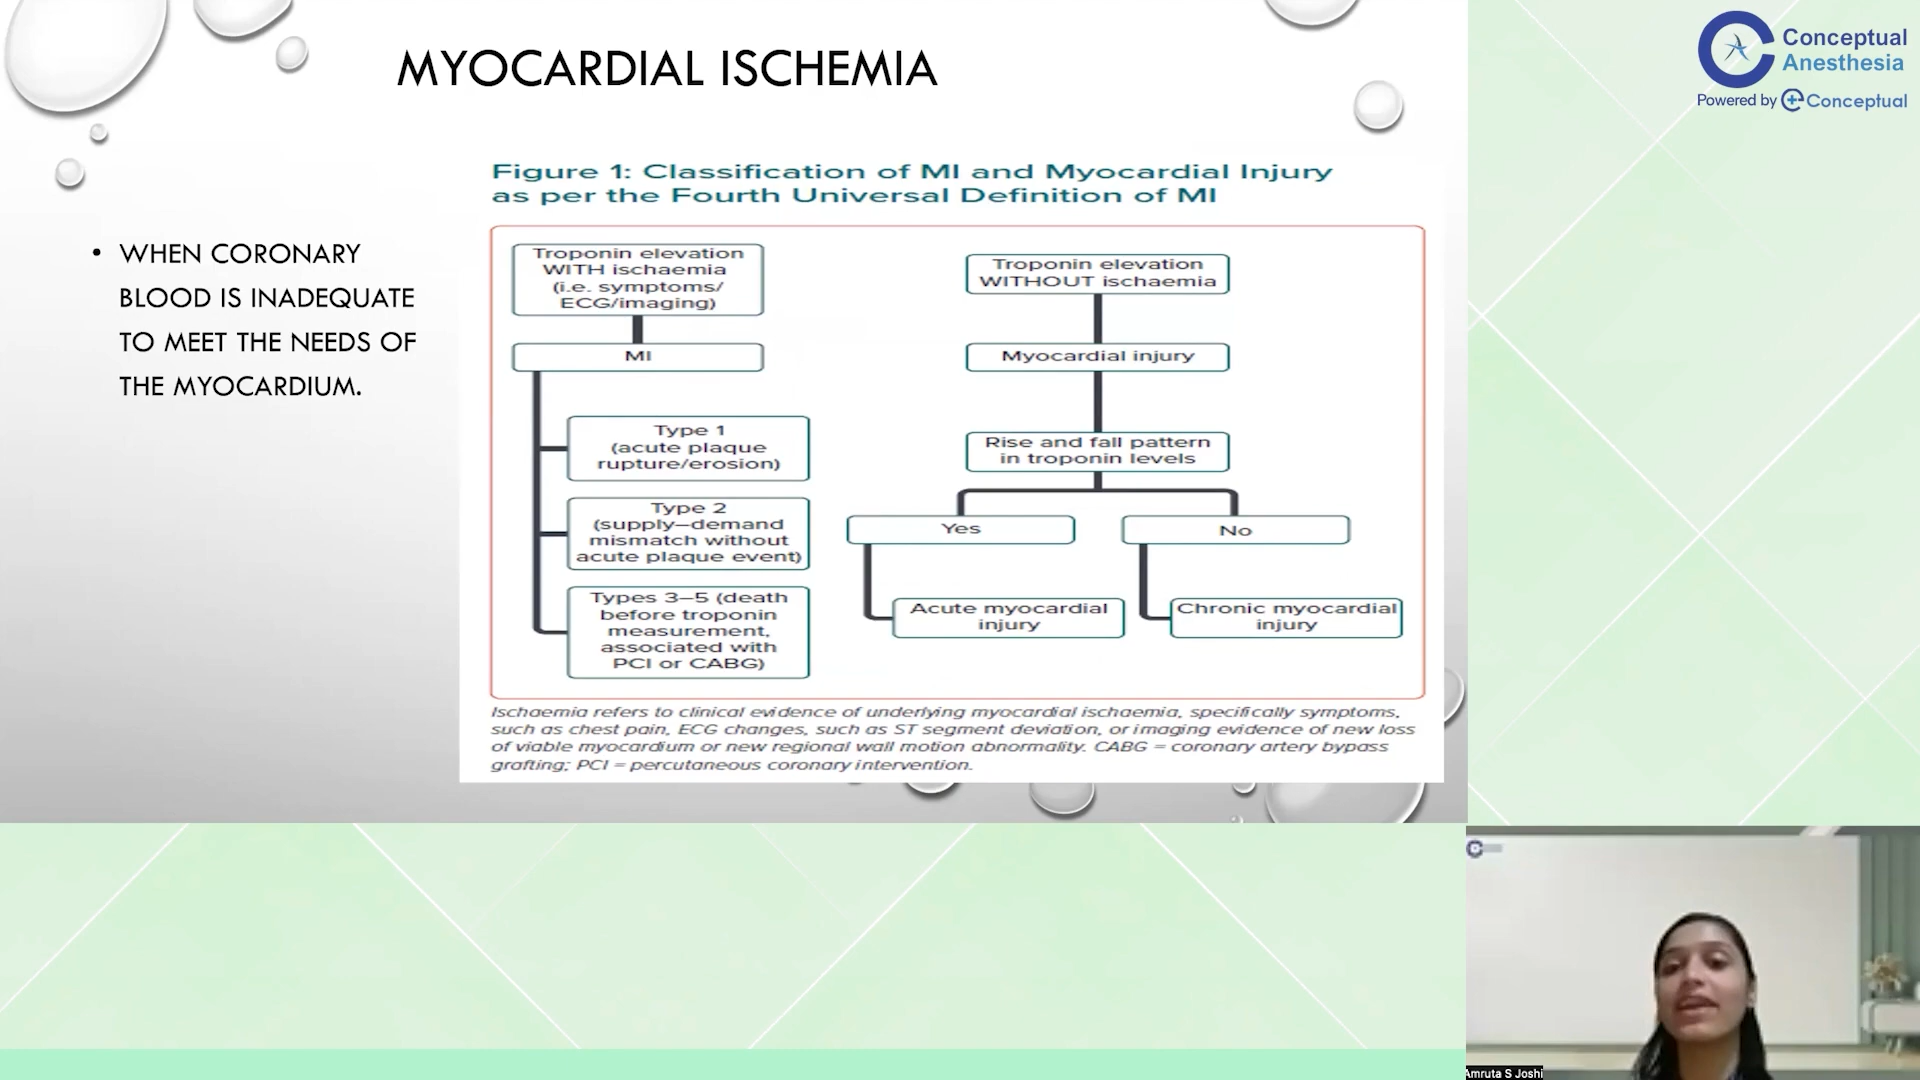 MYOCARDIAL ISCHEMIA
Conceptual
Anesthesia
Powered by Conceptual
• WHEN CORONARY
BLOOD IS INADEQUATE
TO MEET THE NEEDS OF
THE MYOCARDIUM.
Figure 1: Classification of MI and Myocardial Injury
as per the Fourth Universal Definition of MI
Troponin elevation
WITH ischaemia
(i.e. symptoms/
ECG/imaging)
MI
Type 1
(acute plaque
rupture/erosion)
Type 2
(supply–demand
mismatch without
acute plaque event)
Types 3–5 (death
before troponin
measurement,
associated with
PCI or CABG)
Troponin elevation
WITHOUT ischaemia
Myocardial injury
Rise and fall pattern
in troponin levels
Yes
No
Acute myocardial
injury
Chronic myocardial
injury
Ischaemia refers to clinical evidence of underlying myocardial ischaemia, specifically symptoms,
such as chest pain, ECG changes, such as ST segment deviation, or imaging evidence of new loss
of viable myocardium or new regional wall motion abnormality. CABG = coronary artery bypass
grafting; PCI = percutaneous coronary intervention.
Amruta S Joshi